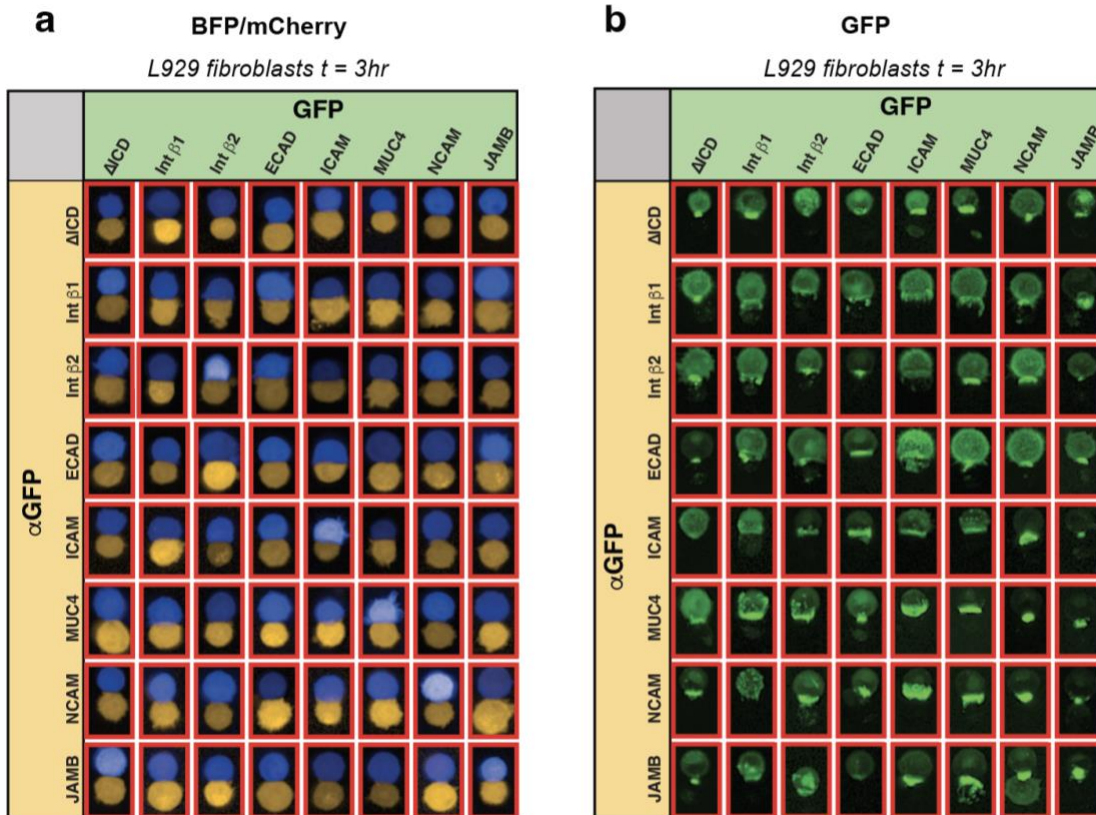 a
BFP/mCherry
L929 fibroblasts t = 3hr
GFP
ΔICD Int β1 Int β2 ECAD ICAM MUC4 NCAM JAMB
αGFP
ΔICD
Int β1
Int β2
ECAD
ICAM
MUC4
NCAM
JAMB
b
GFP
L929 fibroblasts t = 3hr
GFP
ΔICD Int β1 Int β2 ECAD ICAM MUC4 NCAM JAMB
αGFP
ΔICD
Int β1
Int β2
ECAD
ICAM
MUC4
NCAM
JAMB